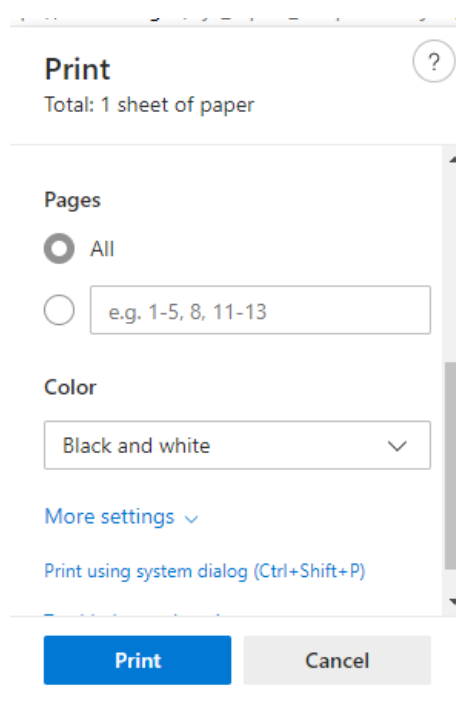 Print
?
Total: 1 sheet of paper
Pages
All
e.g. 1-5, 8, 11-13
Color
Black and white
More settings
Print using system dialog (Ctrl+Shift+P)
Print
Cancel